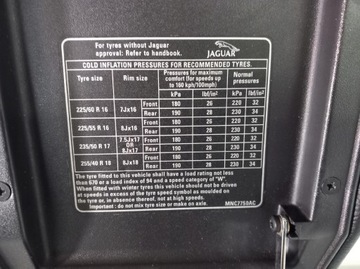 For tyres without Jaguar
approval: Refer to handbook.
JAGUAR
COLD INFLATION PRESSURES FOR RECOMMENDED TYRES.
Tyre size Rim size Pressures for maximum comfort (for speeds up to 160kph/100mph) Normal pressures
kPa lbf/in² kPa lbf/in²
225/60 R 16 7Jx16 Front 180 26 220 32
Rear 190 28 230 34
225/55 R 16 8Jx16 Front 180 26 220 32
Rear 190 28 230 34
235/50 R 17 7.5Jx17 OR 8Jx17 Front 180 26 220 32
Rear 190 28 230 34
255/40 R 18 8Jx18 Front 180 26 220 32
Rear 190 28 230 34
The tyre fitted to this vehicle shall have a load rating not less
than 670 or a load index of 94 and a speed category of "W".
When fitted with winter tyres this vehicle should not be driven
at speeds in excess of the tyre speed symbol as moulded on
the tyre or, in absence thereof, not at high speeds.
Important : do not mix tyre size or make on axle. MNC7750AC